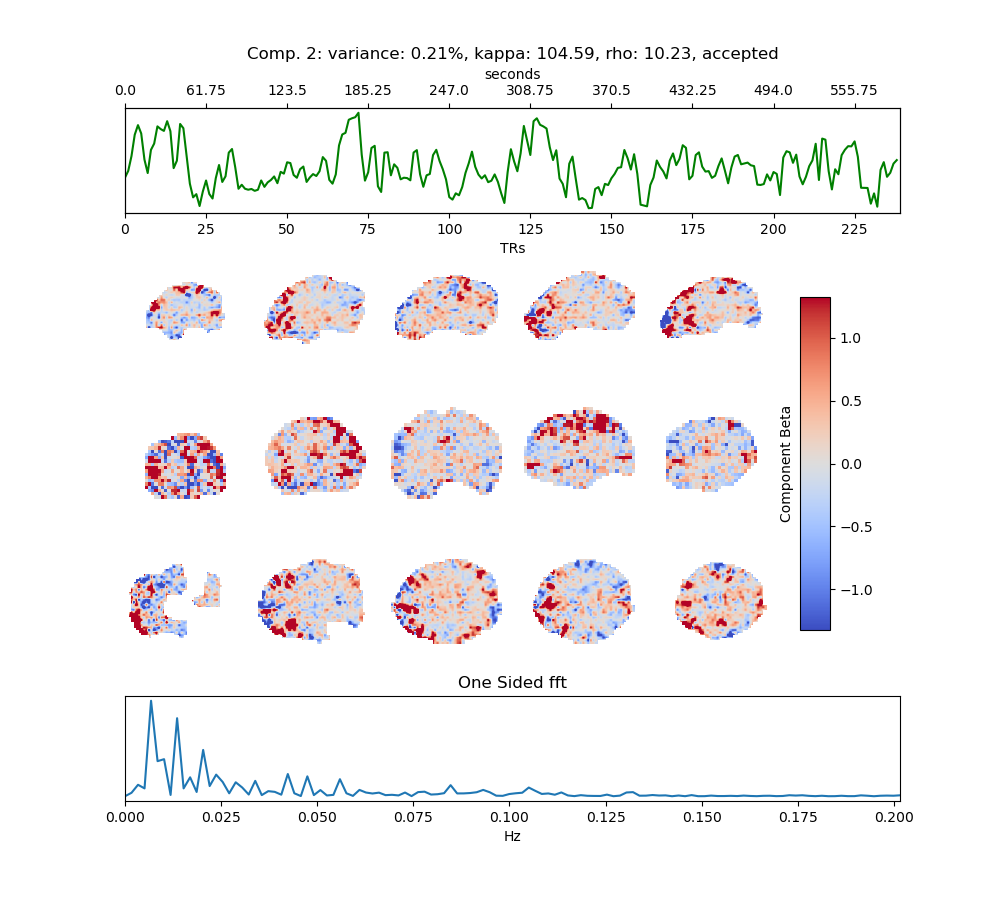 Comp. 2: variance: 0.21%, kappa: 104.59, rho: 10.23, accepted
seconds
0.0 61.75 123.5 185.25 247.0 308.75 370.5 432.25 494.0 555.75
0 25 50 75 100 125 150 175 200 225
TRs
1.0
0.5
0.0
−0.5
−1.0
Component Beta
One Sided fft
0.000 0.025 0.050 0.075 0.100 0.125 0.150 0.175 0.200
Hz